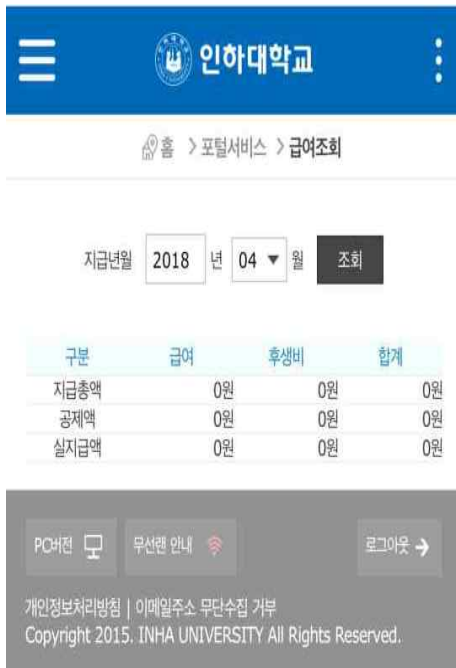 인하대학교
홈 > 포털서비스 > 급여조회
지급년월 2018 년 04 ▼ 월 조회
구분 급여 후생비 합계
지급총액 0원 0원 0원
공제액 0원 0원 0원
실지급액 0원 0원 0원
PC버전 무선랜 안내 로그아웃 →
개인정보처리방침 | 이메일주소 무단수집 거부
Copyright 2015. INHA UNIVERSITY All Rights Reserved.